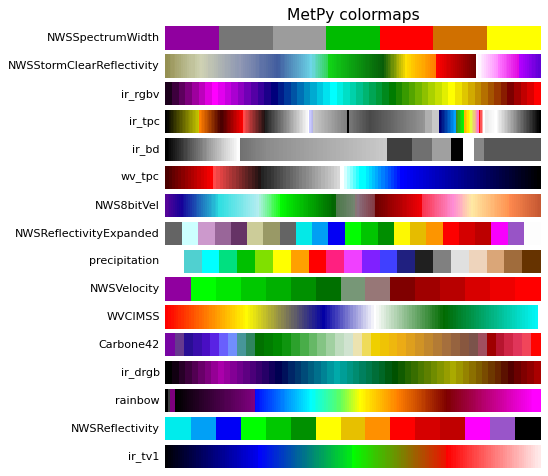 MetPy colormaps
NWSSpectrumWidth
NWSStormClearReflectivity
ir_rgbv
ir_tpc
ir_bd
wv_tpc
NWS8bitVel
NWSReflectivityExpanded
precipitation
NWSVelocity
WVCIMSS
Carbone42
ir_drgb
rainbow
NWSReflectivity
ir_tv1